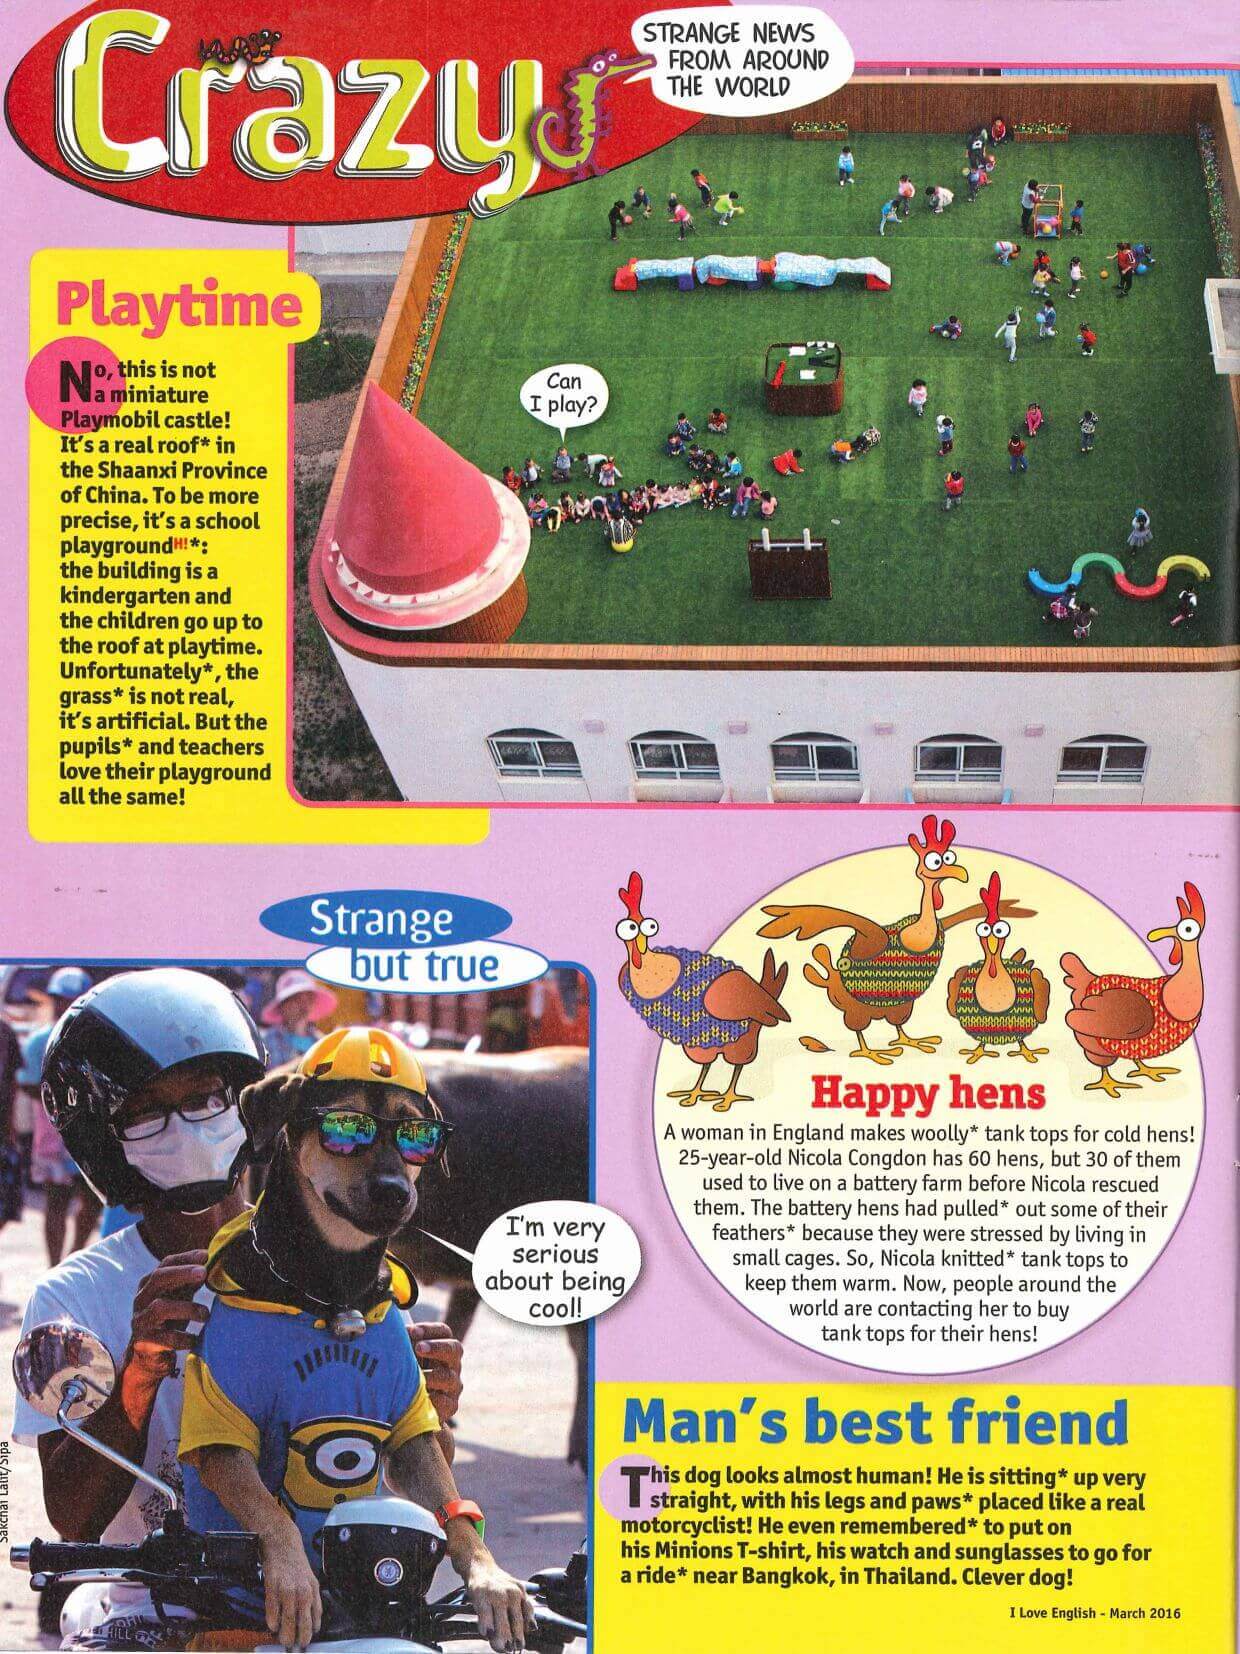 Crazy
STRANGE NEWS
FROM AROUND
THE WORLD
Playtime
No, this is not
a miniature
Playmobil castle!
It's a real roof* in
the Shaanxi Province
of China. To be more
precise, it's a school
playgroundH!*:
the building is a
kindergarten and
the children go up to
the roof at playtime.
Unfortunately*, the
grass* is not real,
it's artificial. But the
pupils* and teachers
love their playground
all the same!
Can
I play?
Strange
but true
I'm very
serious
about being
cool!
Sakchai Lalit/Sipa
Happy hens
A woman in England makes woolly* tank tops for cold hens!
25-year-old Nicola Congdon has 60 hens, but 30 of them
used to live on a battery farm before Nicola rescued
them. The battery hens had pulled* out some of their
feathers* because they were stressed by living in
small cages. So, Nicola knitted* tank tops to
keep them warm. Now, people around the
world are contacting her to buy
tank tops for their hens!
Man's best friend
This dog looks almost human! He is sitting* up very
straight, with his legs and paws* placed like a real
motorcyclist! He even remembered* to put on
his Minions T-shirt, his watch and sunglasses to go for
a ride* near Bangkok, in Thailand. Clever dog!
I Love English - March 2016